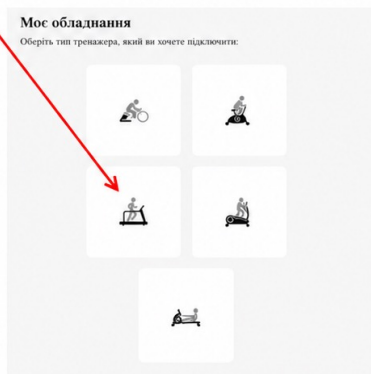 Моє обладнання
Оберіть тип тренажера, який ви хочете підключити: